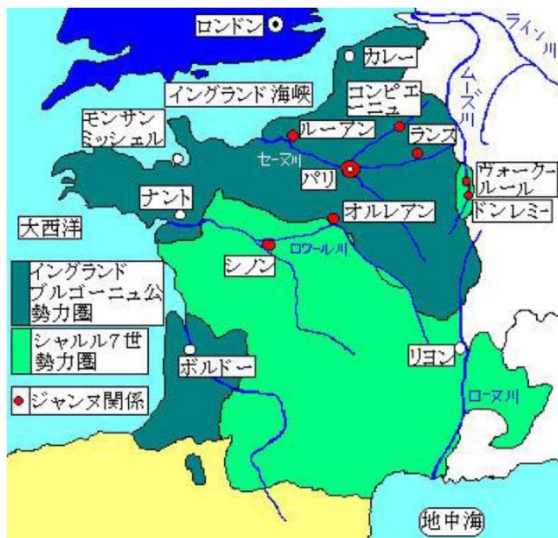 ロンドン
カレー
ライン川
イングランド海峡
コンピエ
ーニュ
ムーズ川
モンサン
ミッシェル
ルーアン
ランス
セーヌ川
パリ
ヴォークー
ルール
ナント
オルレアン
ドンレミー
大西洋
シノン
ロワール川
イングランド
ブルゴーニュ公
勢力圏
シャルル7世
勢力圏
ボルドー
リヨン
ジャンヌ関係
ローヌ川
地中海